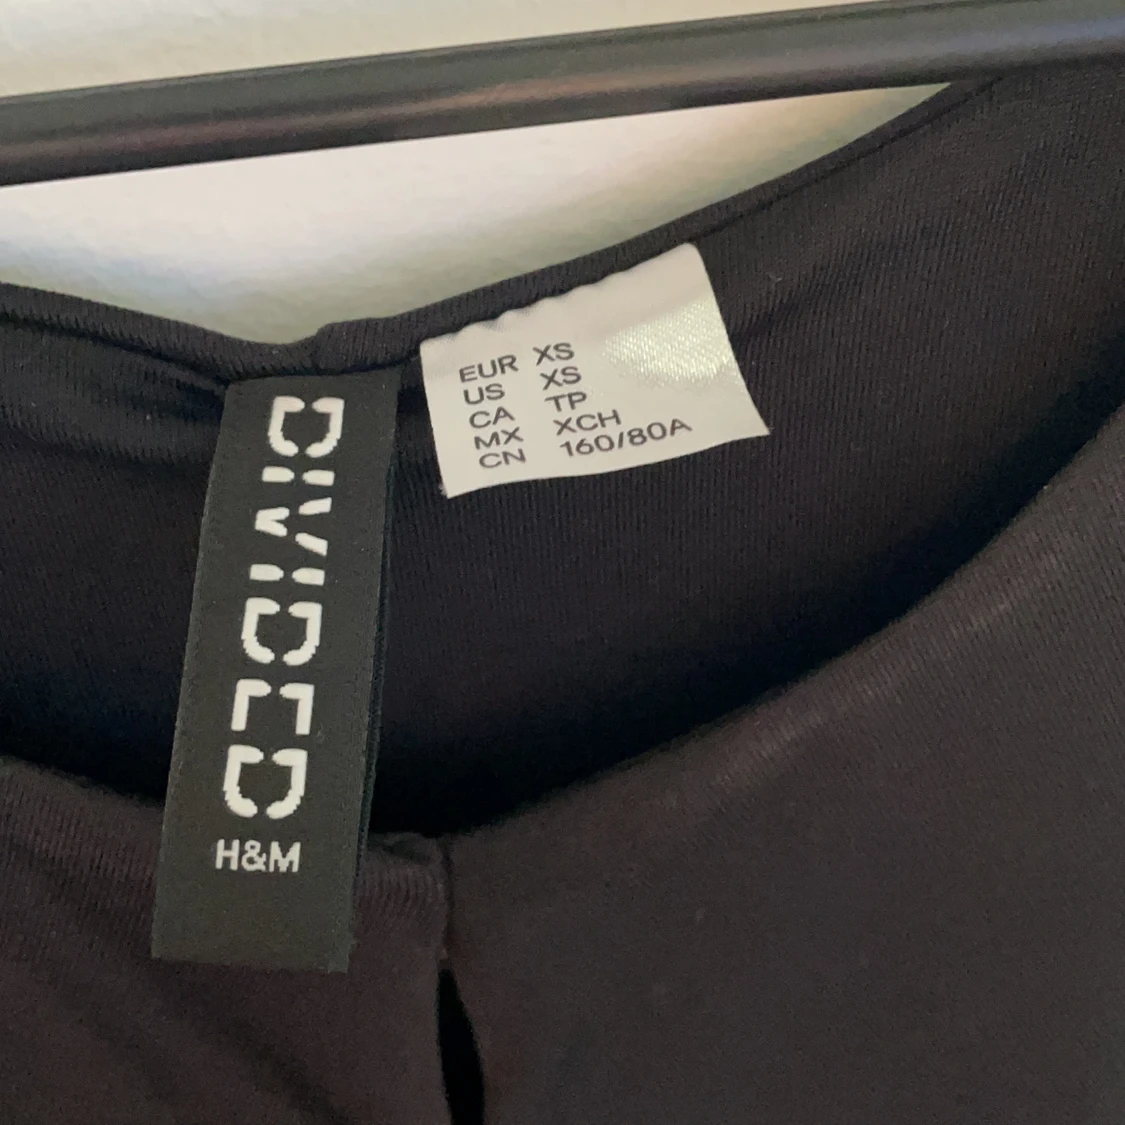 DIVIDED
H&M
EUR XS
US XS
CA TP
MX XCH
CN 160/80A